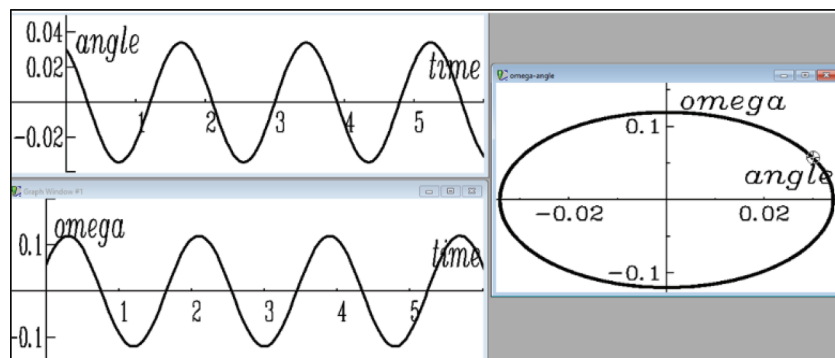 0.04
angle
0.02
time
1 2 3 4 5
-0.02
Graph Window #1
0.1
omega
time
1 2 3 4 5
-0.1
omega-angle
omega
0.1
angle
-0.02 0.02
-0.1